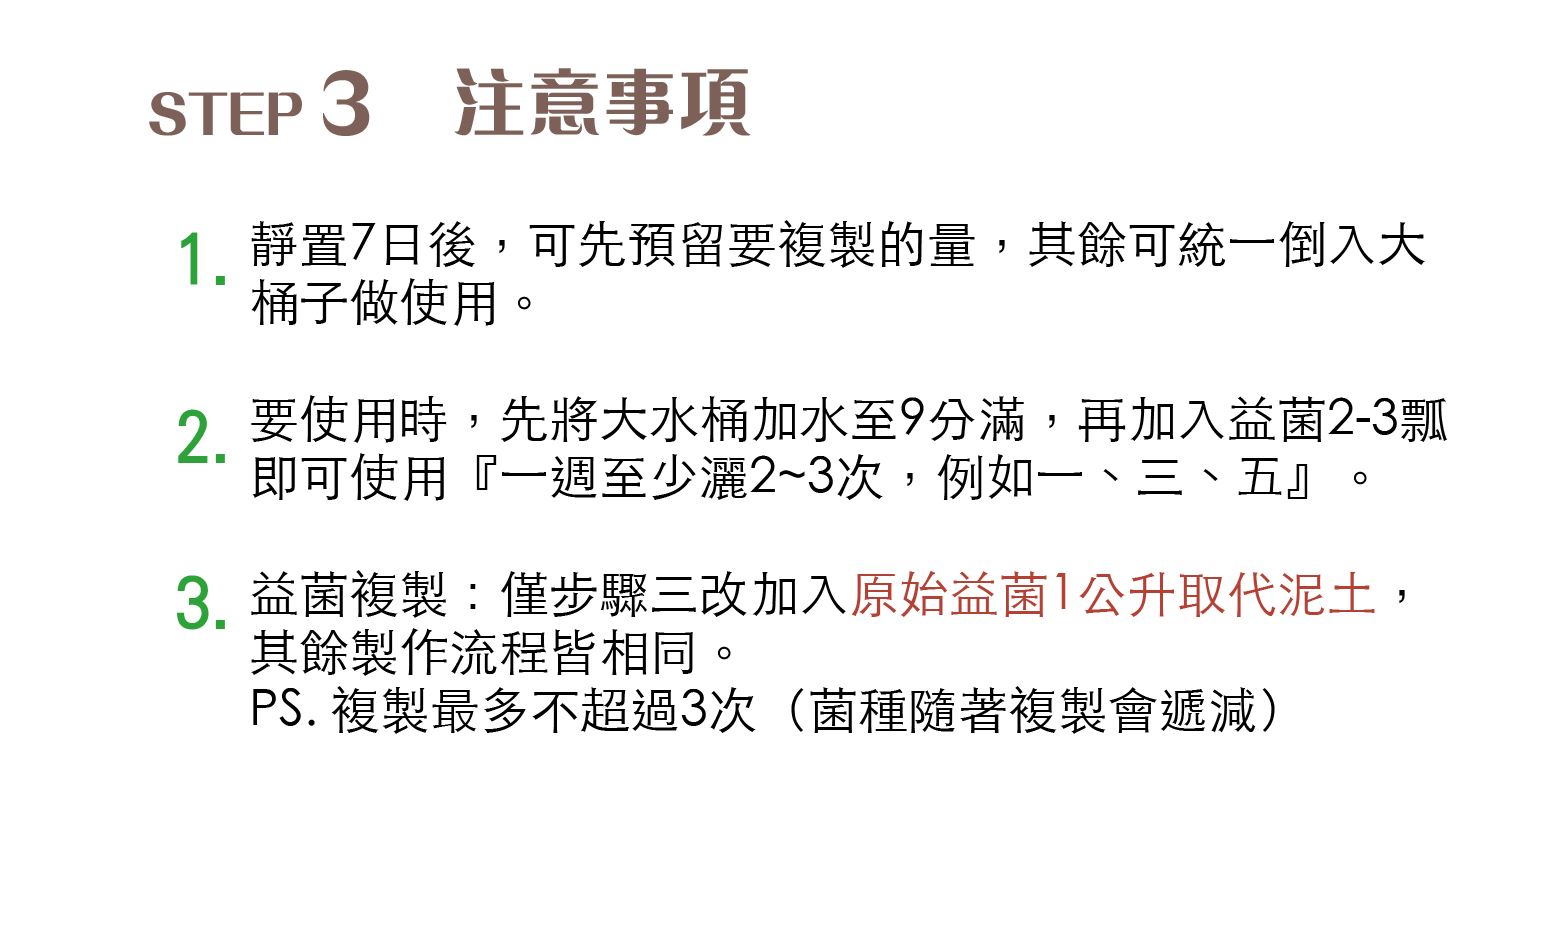 STEP 3 注意事項
1. 靜置7日後，可先預留要複製的量，其餘可統一倒入大
桶子做使用。
2. 要使用時，先將大水桶加水至9分滿，再加入益菌2-3瓢
即可使用『一週至少灑2~3次，例如一、三、五』。
3. 益菌複製：僅步驟三改加入原始益菌1公升取代泥土，
其餘製作流程皆相同。
PS. 複製最多不超過3次（菌種隨著複製會遞減）